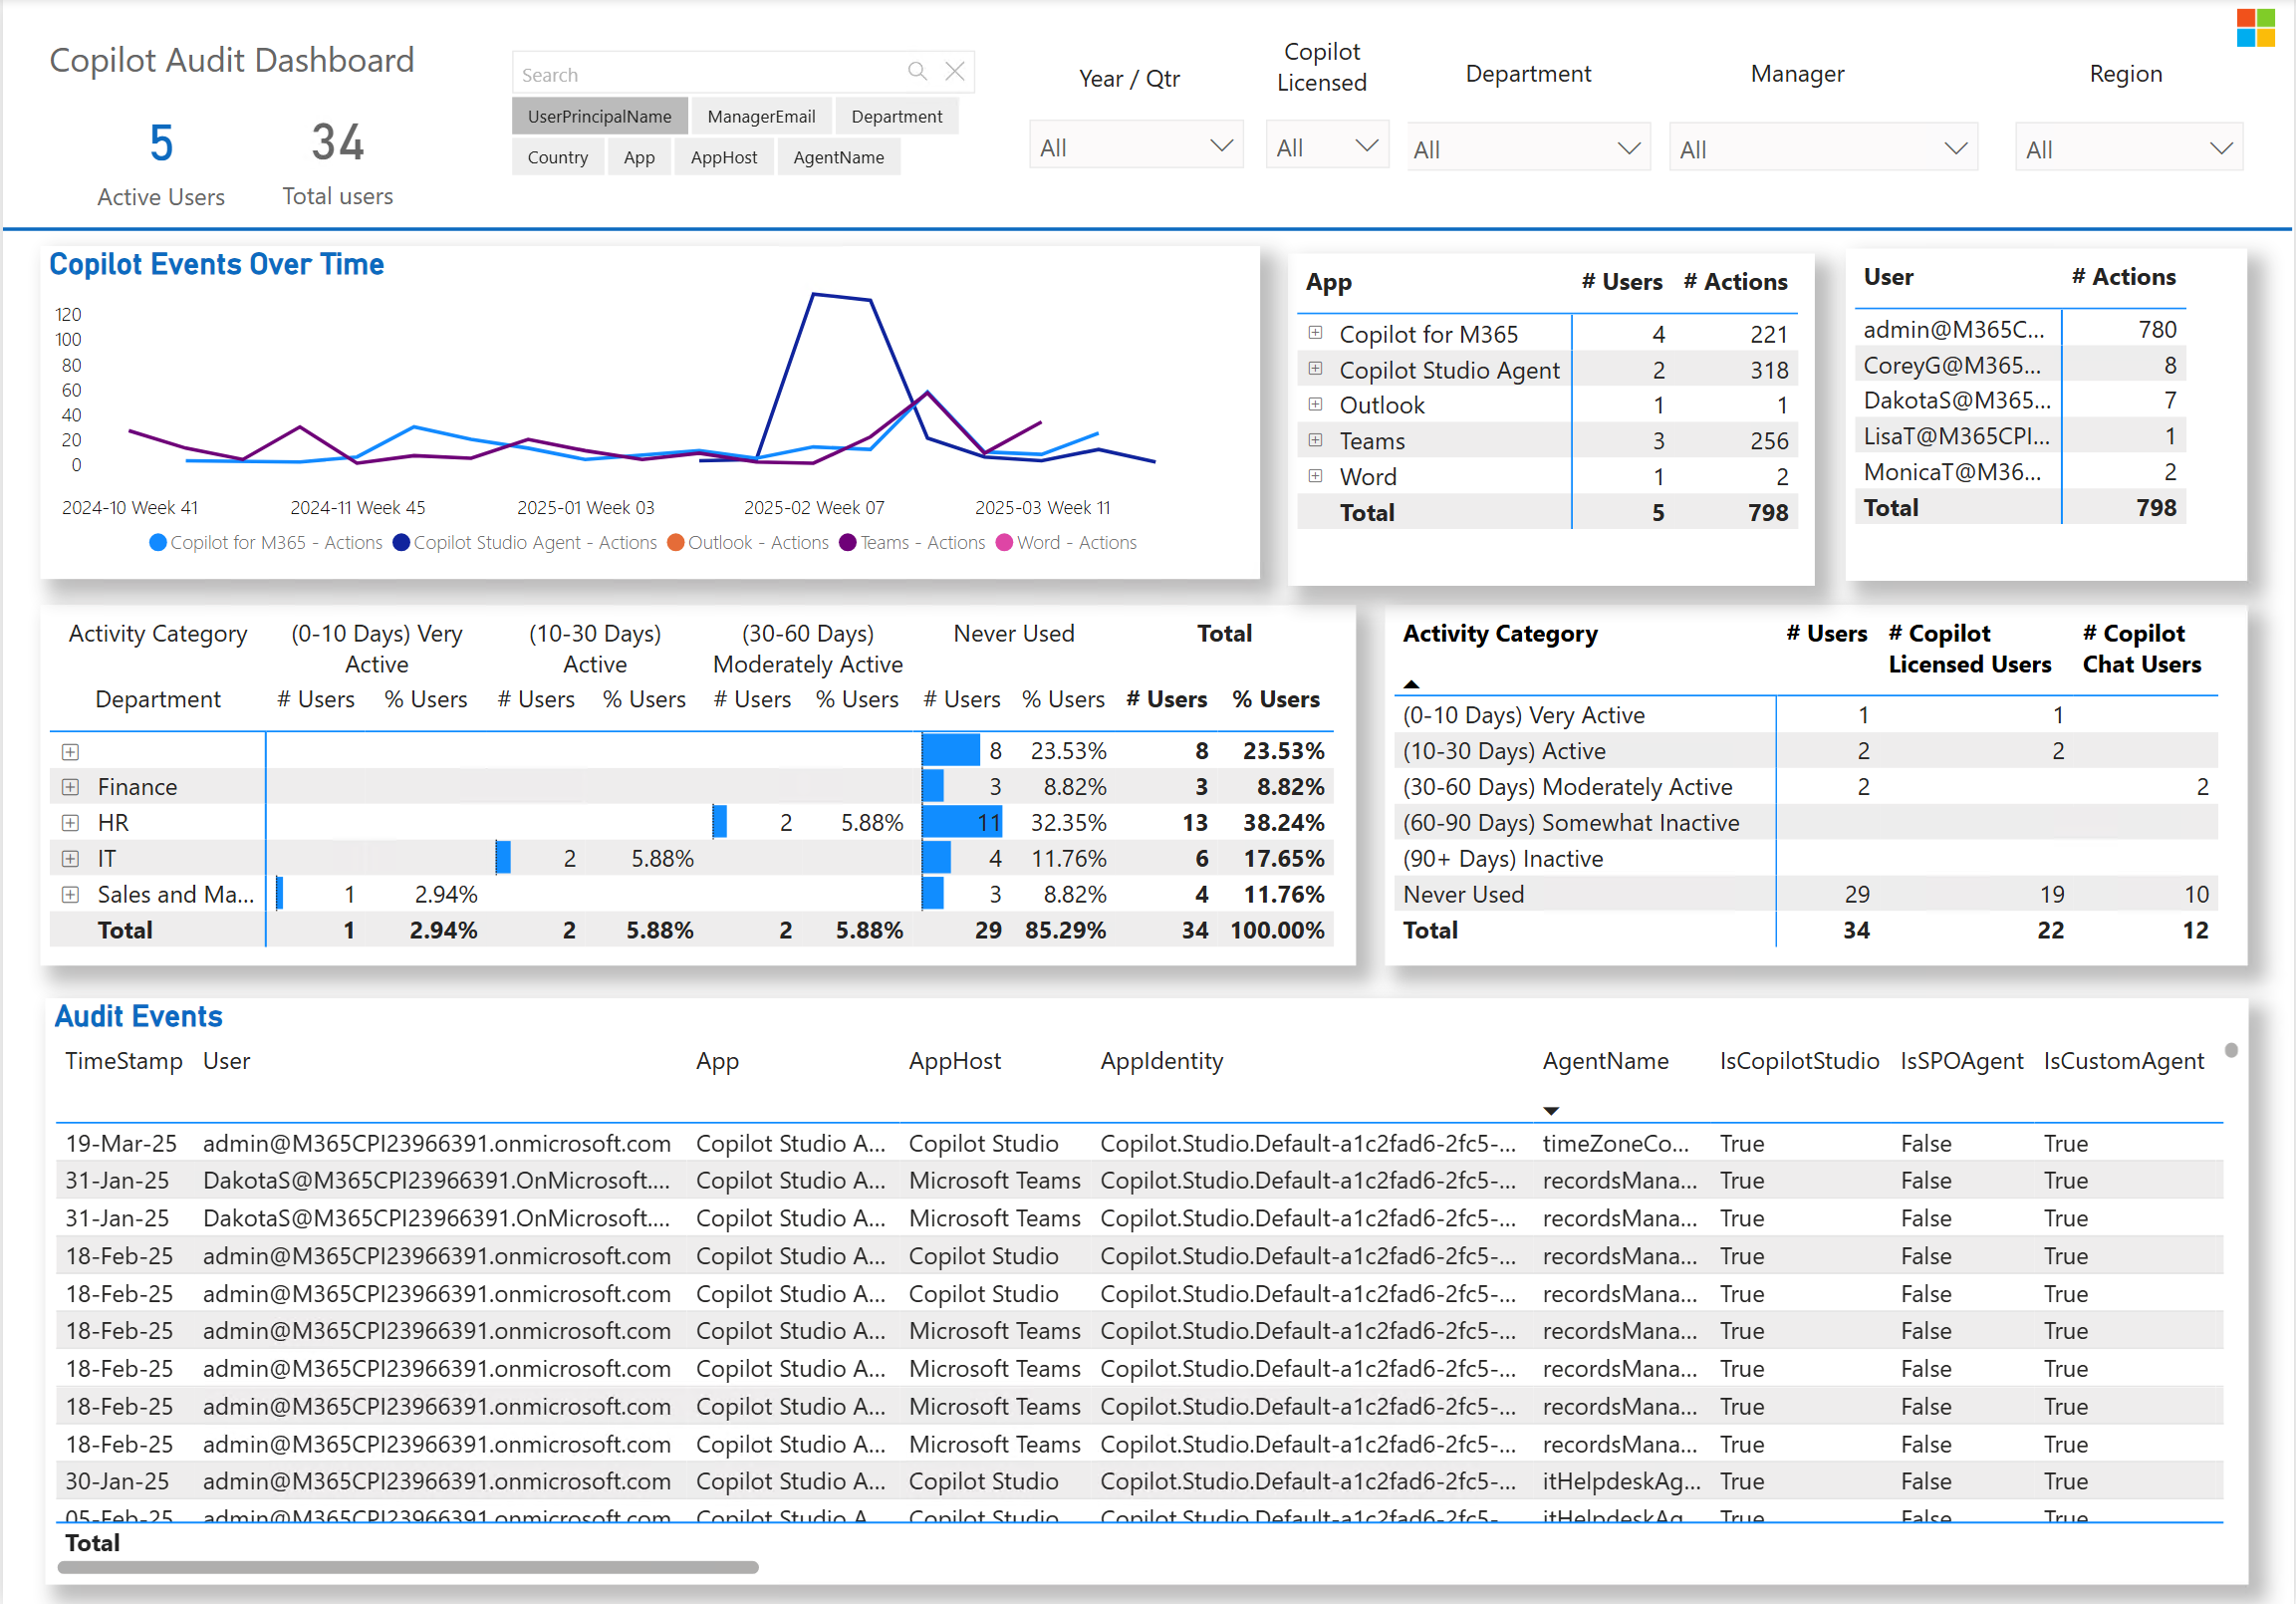 Copilot Audit Dashboard
5
Active Users
34
Total users
Search
UserPrincipalName ManagerEmail Department
Country App AppHost AgentName
Year / Qtr
All
Copilot
Licensed
All
Department
All
Manager
All
Region
All
Copilot Events Over Time
120
100
80
60
40
20
0
2024-10 Week 41 2024-11 Week 45 2025-01 Week 03 2025-02 Week 07 2025-03 Week 11
Copilot for M365 - Actions Copilot Studio Agent - Actions Outlook - Actions Teams - Actions Word - Actions
App # Users # Actions
Copilot for M365 4 221
Copilot Studio Agent 2 318
Outlook 1 1
Teams 3 256
Word 1 2
Total 5 798
User # Actions
admin@M365C... 780
CoreyG@M365... 8
DakotaS@M365... 7
LisaT@M365CPI... 1
MonicaT@M36... 2
Total 798
Activity Category (0-10 Days) Very (10-30 Days) (30-60 Days) Never Used Total
Active Active Moderately Active
Department # Users % Users # Users % Users # Users % Users # Users % Users # Users % Users
8 23.53% 8 23.53%
Finance 3 8.82% 3 8.82%
HR 2 5.88% 11 32.35% 13 38.24%
IT 2 5.88% 4 11.76% 6 17.65%
Sales and Ma... 1 2.94% 3 8.82% 4 11.76%
Total 1 2.94% 2 5.88% 2 5.88% 29 85.29% 34 100.00%
Activity Category # Users # Copilot # Copilot
Licensed Users Chat Users
(0-10 Days) Very Active 1 1
(10-30 Days) Active 2 2
(30-60 Days) Moderately Active 2 2
(60-90 Days) Somewhat Inactive
(90+ Days) Inactive
Never Used 29 19 10
Total 34 22 12
Audit Events
TimeStamp User App AppHost AppIdentity AgentName IsCopilotStudio IsSPOAgent IsCustomAgent
19-Mar-25 admin@M365CPI23966391.onmicrosoft.com Copilot Studio A... Copilot Studio Copilot.Studio.Default-a1c2fad6-2fc5-... timeZoneCo... True False True
31-Jan-25 DakotaS@M365CPI23966391.OnMicrosoft.... Copilot Studio A... Microsoft Teams Copilot.Studio.Default-a1c2fad6-2fc5-... recordsMana... True False True
31-Jan-25 DakotaS@M365CPI23966391.OnMicrosoft.... Copilot Studio A... Microsoft Teams Copilot.Studio.Default-a1c2fad6-2fc5-... recordsMana... True False True
18-Feb-25 admin@M365CPI23966391.onmicrosoft.com Copilot Studio A... Copilot Studio Copilot.Studio.Default-a1c2fad6-2fc5-... recordsMana... True False True
18-Feb-25 admin@M365CPI23966391.onmicrosoft.com Copilot Studio A... Copilot Studio Copilot.Studio.Default-a1c2fad6-2fc5-... recordsMana... True False True
18-Feb-25 admin@M365CPI23966391.onmicrosoft.com Copilot Studio A... Microsoft Teams Copilot.Studio.Default-a1c2fad6-2fc5-... recordsMana... True False True
18-Feb-25 admin@M365CPI23966391.onmicrosoft.com Copilot Studio A... Microsoft Teams Copilot.Studio.Default-a1c2fad6-2fc5-... recordsMana... True False True
18-Feb-25 admin@M365CPI23966391.onmicrosoft.com Copilot Studio A... Microsoft Teams Copilot.Studio.Default-a1c2fad6-2fc5-... recordsMana... True False True
18-Feb-25 admin@M365CPI23966391.onmicrosoft.com Copilot Studio A... Microsoft Teams Copilot.Studio.Default-a1c2fad6-2fc5-... recordsMana... True False True
30-Jan-25 admin@M365CPI23966391.onmicrosoft.com Copilot Studio A... Copilot Studio Copilot.Studio.Default-a1c2fad6-2fc5-... itHelpdeskAg... True False True
05-Feb-25 admin@M365CPI23966391.onmicrosoft.com Copilot Studio A... Copilot Studio Copilot.Studio.Default-a1c2fad6-2fc5-... itHelpdeskAg... True False True
Total